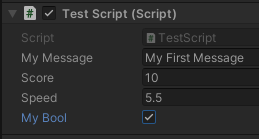 Test Script (Script)
Script TestScript
My Message My First Message
Score 10
Speed 5.5
My Bool